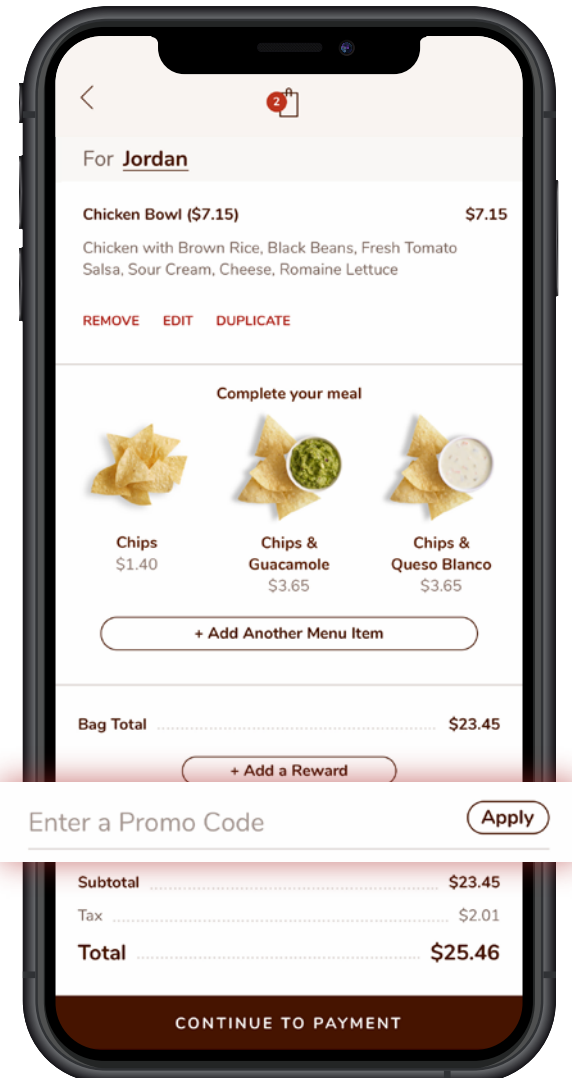 2
For Jordan
Chicken Bowl ($7.15) $7.15
Chicken with Brown Rice, Black Beans, Fresh Tomato
Salsa, Sour Cream, Cheese, Romaine Lettuce
REMOVE EDIT DUPLICATE
Complete your meal
Chips
$1.40
Chips &
Guacamole
$3.65
Chips &
Queso Blanco
$3.65
+ Add Another Menu Item
Bag Total $23.45
+ Add a Reward
Enter a Promo Code Apply
Subtotal $23.45
Tax $2.01
Total $25.46
CONTINUE TO PAYMENT